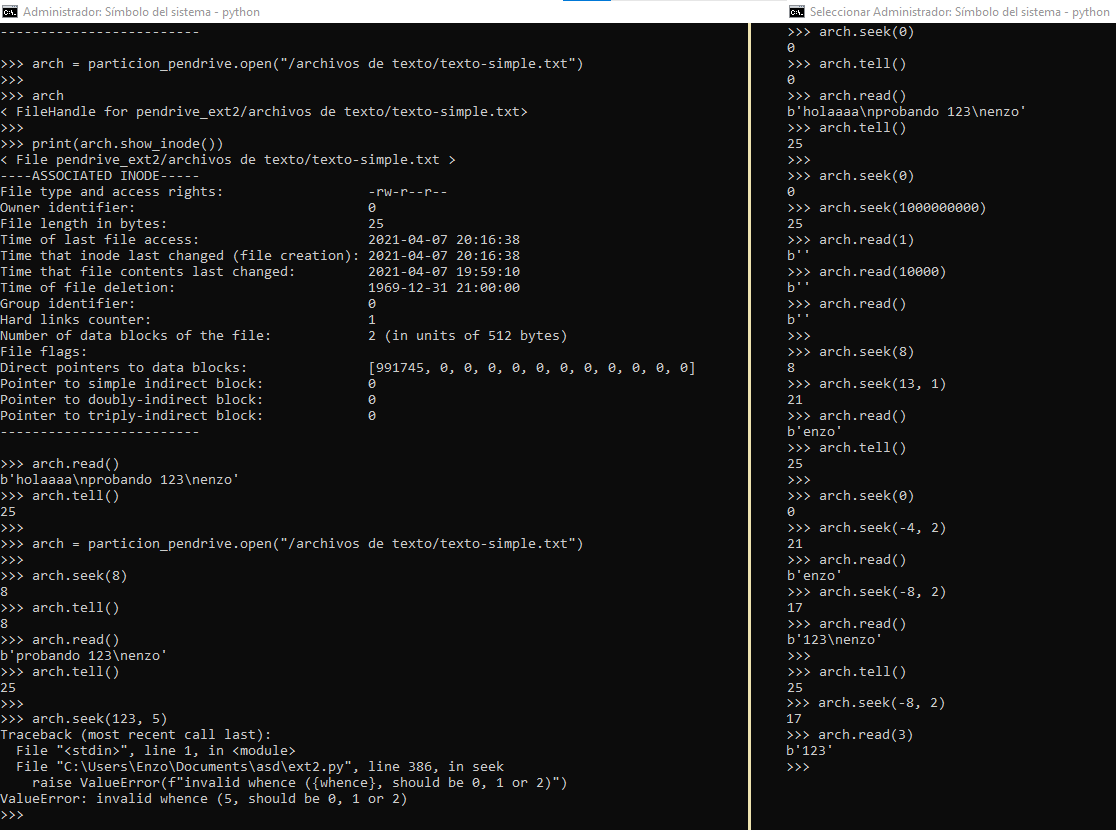 Administrador: Símbolo del sistema - python
-------------------------
>>> arch = particion_pendrive.open("/archivos de texto/texto-simple.txt")
>>>
>>> arch
< FileHandle for pendrive_ext2/archivos de texto/texto-simple.txt>
>>>
>>> print(arch.show_inode())
< File pendrive_ext2/archivos de texto/texto-simple.txt >
----ASSOCIATED INODE-----
File type and access rights: -rw-r--r--
Owner identifier: 0
File length in bytes: 25
Time of last file access: 2021-04-07 20:16:38
Time that inode last changed (file creation): 2021-04-07 20:16:38
Time that file contents last changed: 2021-04-07 19:59:10
Time of file deletion: 1969-12-31 21:00:00
Group identifier: 0
Hard links counter: 1
Number of data blocks of the file: 2 (in units of 512 bytes)
File flags:
Direct pointers to data blocks: [991745, 0, 0, 0, 0, 0, 0, 0, 0, 0, 0, 0]
Pointer to simple indirect block: 0
Pointer to doubly-indirect block: 0
Pointer to triply-indirect block: 0
-------------------------
>>> arch.read()
b'holaaaa\nprobando 123\nenzo'
>>> arch.tell()
25
>>>
>>> arch = particion_pendrive.open("/archivos de texto/texto-simple.txt")
>>>
>>> arch.seek(8)
8
>>> arch.tell()
8
>>> arch.read()
b'probando 123\nenzo'
>>> arch.tell()
25
>>>
>>> arch.seek(123, 5)
Traceback (most recent call last):
  File "<stdin>", line 1, in <module>
  File "C:\Users\Enzo\Documents\asd\ext2.py", line 386, in seek
    raise ValueError(f"invalid whence ({whence}, should be 0, 1 or 2)")
ValueError: invalid whence (5, should be 0, 1 or 2)
>>>
Seleccionar Administrador: Símbolo del sistema - python
>>> arch.seek(0)
0
>>> arch.tell()
0
>>> arch.read()
b'holaaaa\nprobando 123\nenzo'
>>> arch.tell()
25
>>>
>>> arch.seek(0)
0
>>> arch.seek(1000000000)
25
>>> arch.read(1)
b''
>>> arch.read(10000)
b''
>>> arch.read()
b''
>>>
>>> arch.seek(8)
8
>>> arch.seek(13, 1)
21
>>> arch.read()
b'enzo'
>>> arch.tell()
25
>>>
>>> arch.seek(0)
0
>>> arch.seek(-4, 2)
21
>>> arch.read()
b'enzo'
>>> arch.seek(-8, 2)
17
>>> arch.read()
b'123\nenzo'
>>>
>>> arch.tell()
25
>>> arch.seek(-8, 2)
17
>>> arch.read(3)
b'123'
>>>